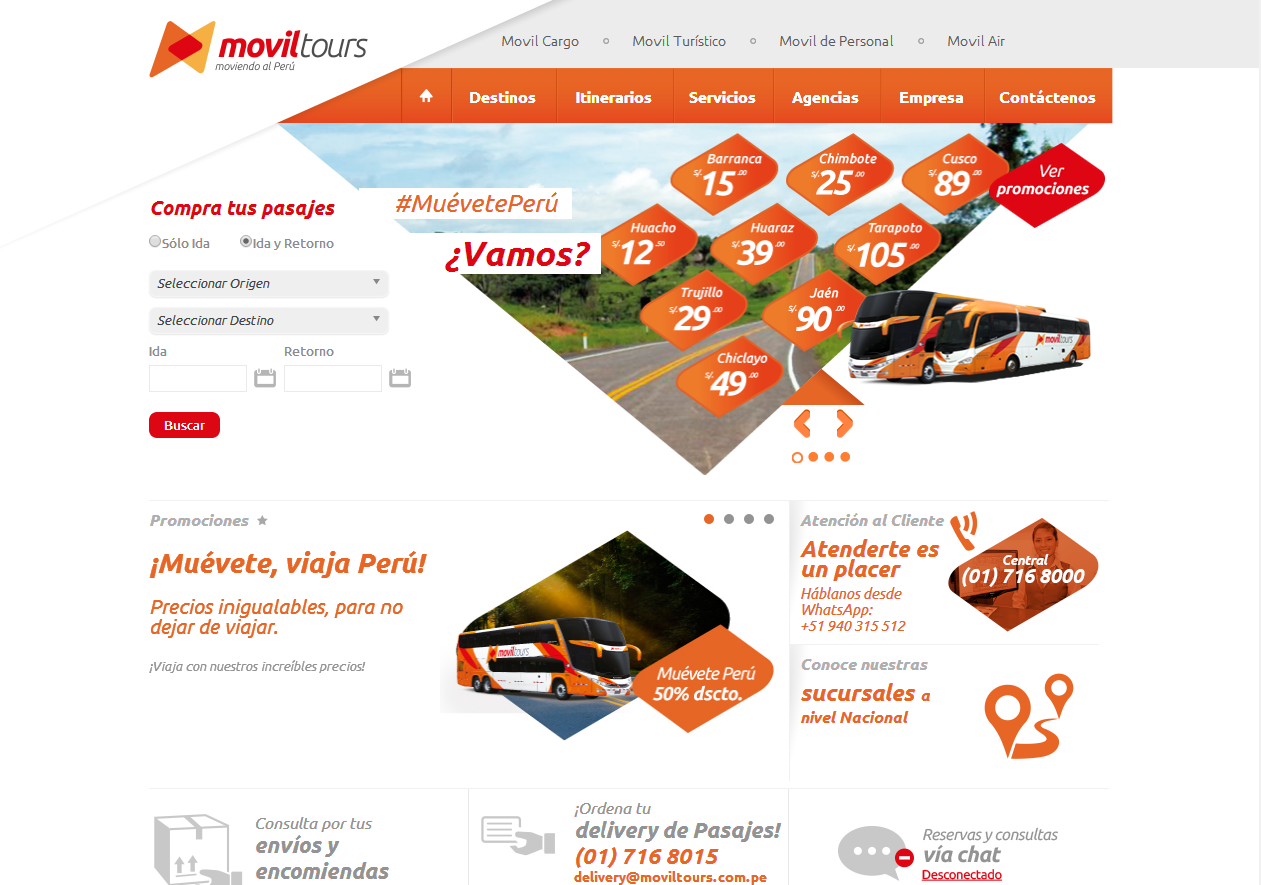 moviltours
moviendo al Perú
Movil Cargo
Movil Turístico
Movil de Personal
Movil Air
Destinos
Itinerarios
Servicios
Agencias
Empresa
Contáctenos
Compra tus pasajes
Sólo Ida
Ida y Retorno
Seleccionar Origen
Seleccionar Destino
Ida
Retorno
Buscar
#MuévetePerú
¿Vamos?
Barranca
S/. 15 .00
Chimbote
S/. 25 .00
Cusco
S/. 89 .00
Ver
promociones
Huacho
S/. 12 .50
Huaraz
S/. 39 .00
Tarapoto
S/. 105 .00
Trujillo
S/. 29 .00
Jaén
S/. 90 .00
Chiclayo
S/. 49 .00
moviltours
Promociones
¡Muévete, viaja Perú!
Precios inigualables, para no
dejar de viajar.
¡Viaja con nuestros increíbles precios!
moviltours
Muévete Perú
50% dscto.
Atención al Cliente
Atenderte es
un placer
Háblanos desde
WhatsApp:
+51 940 315 512
Central
(01) 716 8000
Conoce nuestras
sucursales a
nivel Nacional
Consulta por tus
envíos y
encomiendas
¡Ordena tu
delivery de Pasajes!
(01) 716 8015
delivery@moviltours.com.pe
Reservas y consultas
vía chat
Desconectado